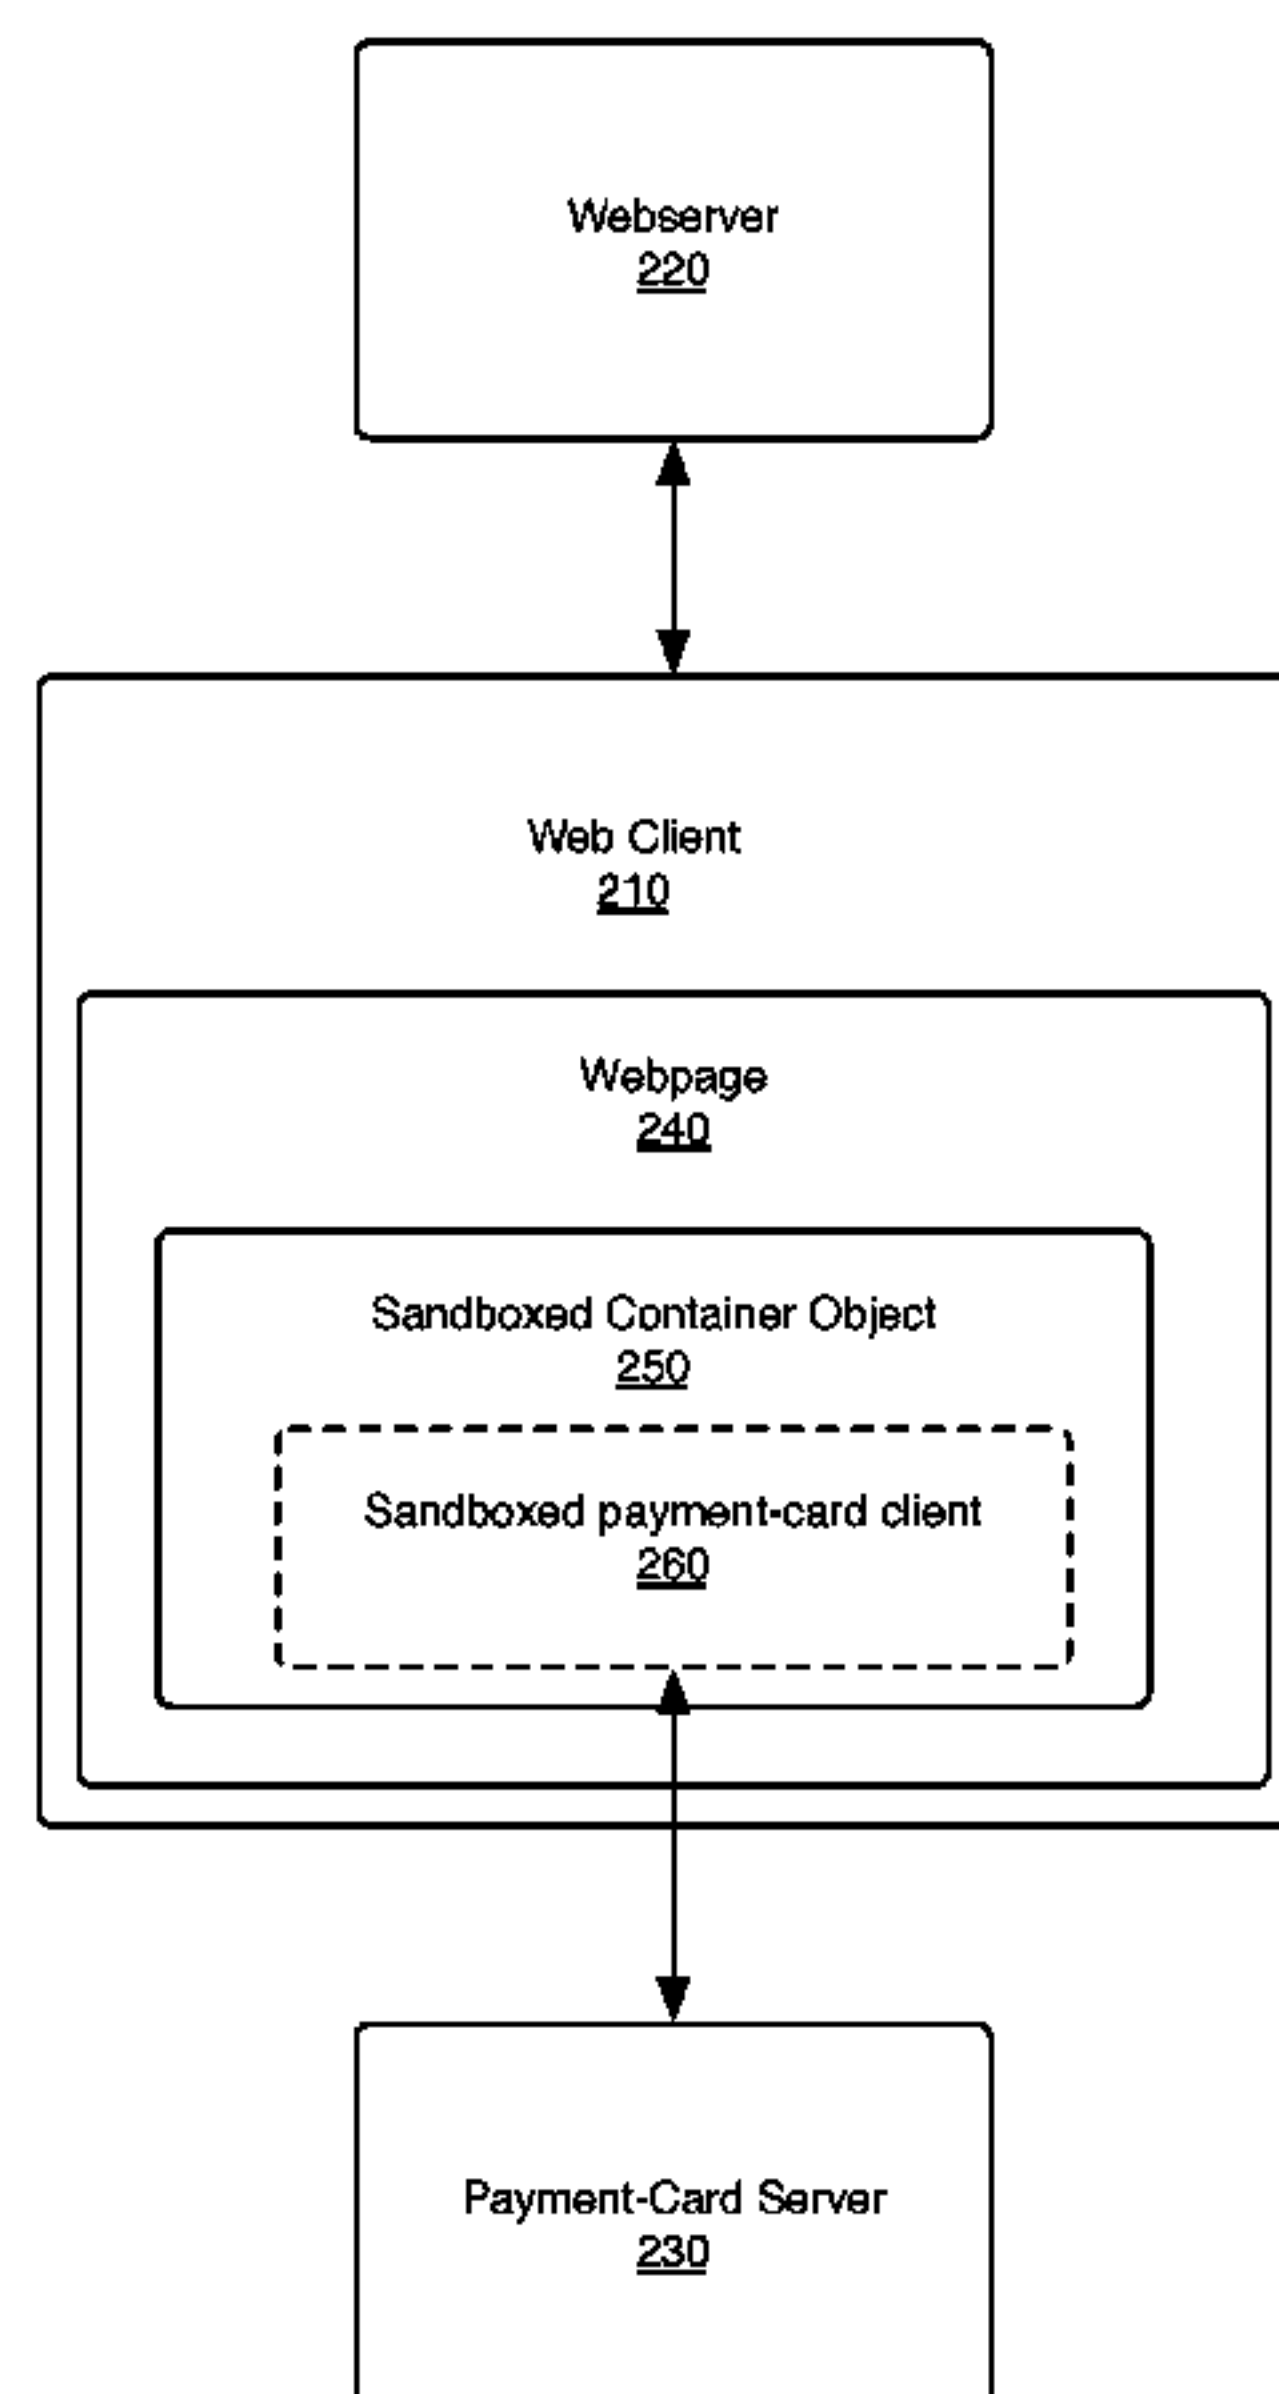 Webserver
220
Web Client
210
Webpage
240
Sandboxed Container Object
250
Sandboxed payment-card client
260
Payment-Card Server
230